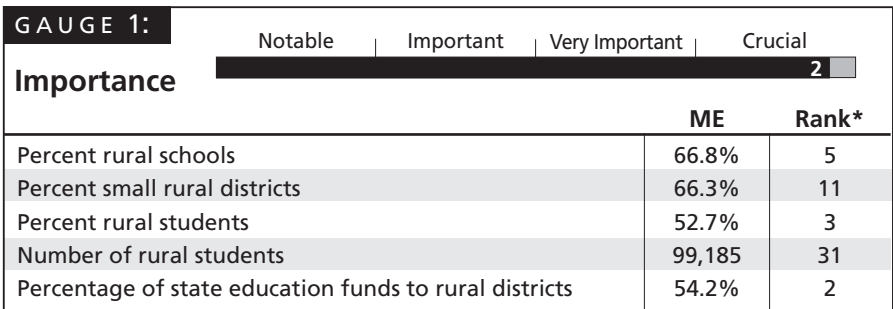 GAUGE 1:
Notable Important Very Important Crucial
2
Importance
ME Rank*
Percent rural schools 66.8% 5
Percent small rural districts 66.3% 11
Percent rural students 52.7% 3
Number of rural students 99,185 31
Percentage of state education funds to rural districts 54.2% 2